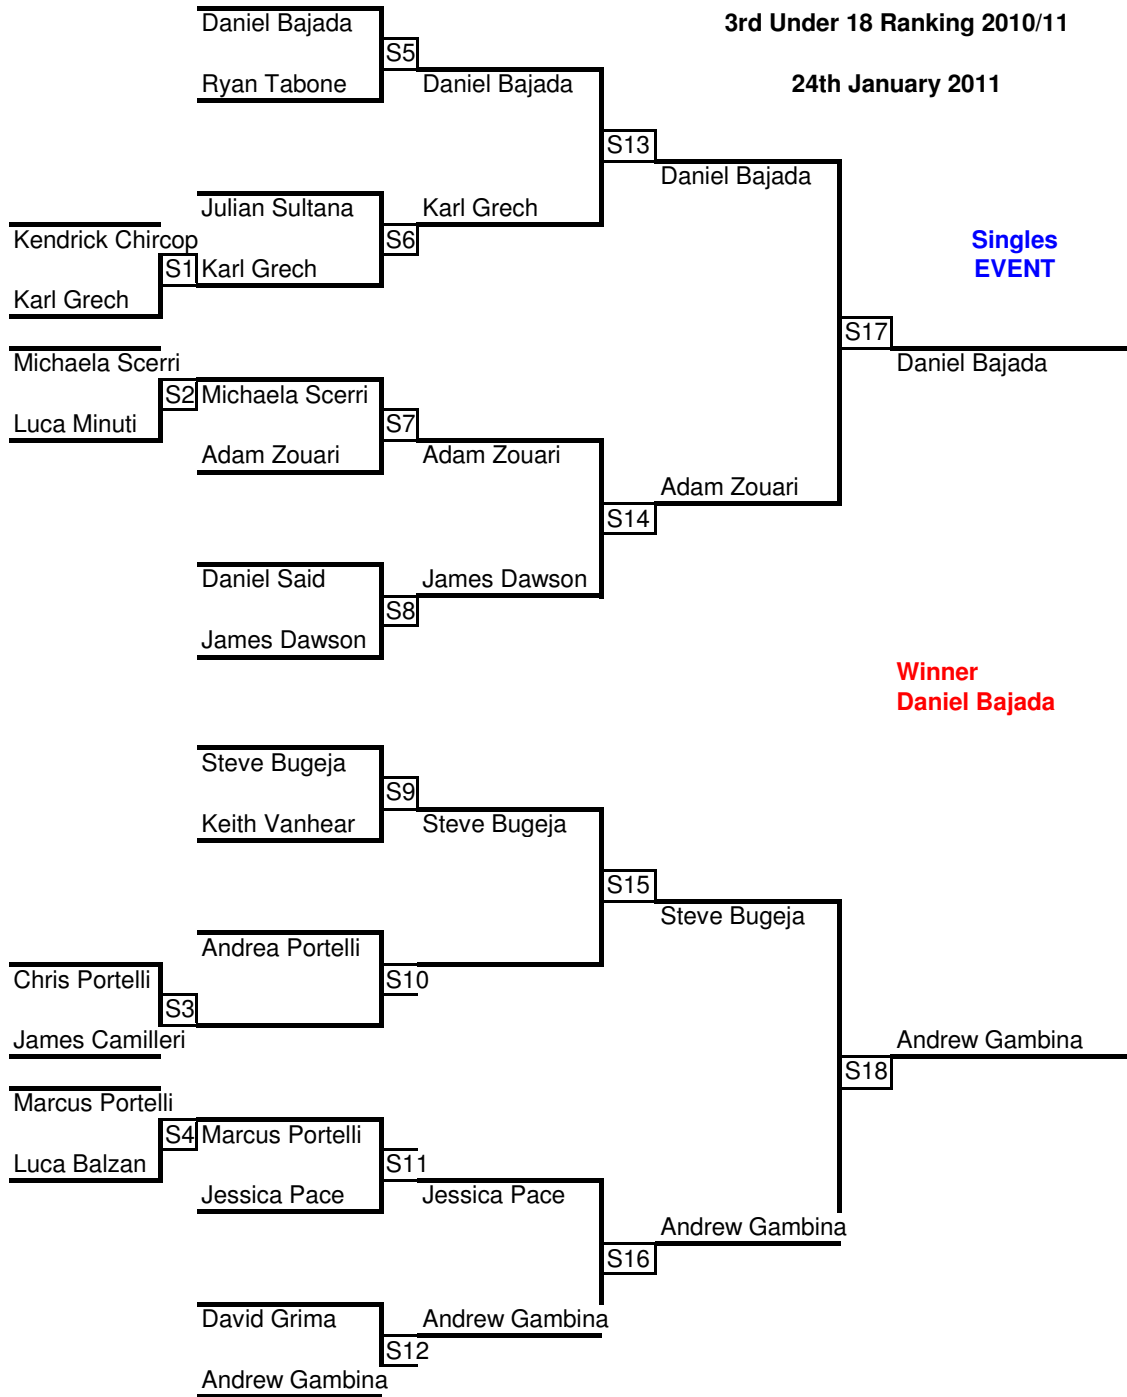 Daniel Bajada
3rd Under 18 Ranking 2010/11
S5
Ryan Tabone
Daniel Bajada
24th January 2011
S13
Daniel Bajada
Julian Sultana
Karl Grech
Kendrick Chircop
S6
Singles
EVENT
S1
Karl Grech
Karl Grech
S17
Michaela Scerri
Daniel Bajada
S2
Michaela Scerri
Luca Minuti
S7
Adam Zouari
Adam Zouari
Adam Zouari
S14
Daniel Said
James Dawson
S8
James Dawson
Winner
Daniel Bajada
Steve Bugeja
S9
Keith Vanhear
Steve Bugeja
S15
Steve Bugeja
Andrea Portelli
Chris Portelli
S10
S3
James Camilleri
Andrew Gambina
S18
Marcus Portelli
S4
Marcus Portelli
Luca Balzan
S11
Jessica Pace
Jessica Pace
Andrew Gambina
S16
David Grima
Andrew Gambina
S12
Andrew Gambina